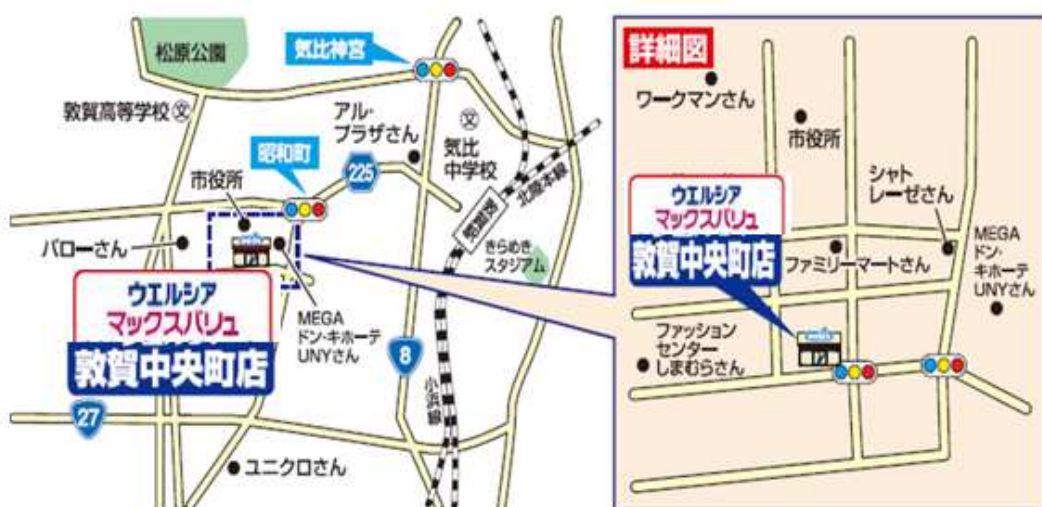 松原公園
気比神宮
敦賀高等学校
文
アル・
プラザさん
文
気比
中学校
昭和町
225
市役所
北陸本線
敦賀駅
バローさん
きらめき
スタジアム
ウエルシア
マックスバリュ
敦賀中央町店
MEGA
ドン・キホーテ
UNYさん
8
小浜線
27
ユニクロさん
詳細図
ワークマンさん
市役所
シャト
レーゼさん
ウエルシア
マックスバリュ
敦賀中央町店
ファミリーマートさん
MEGA
ドン・
キホーテ
UNYさん
ファッション
センター
しまむらさん